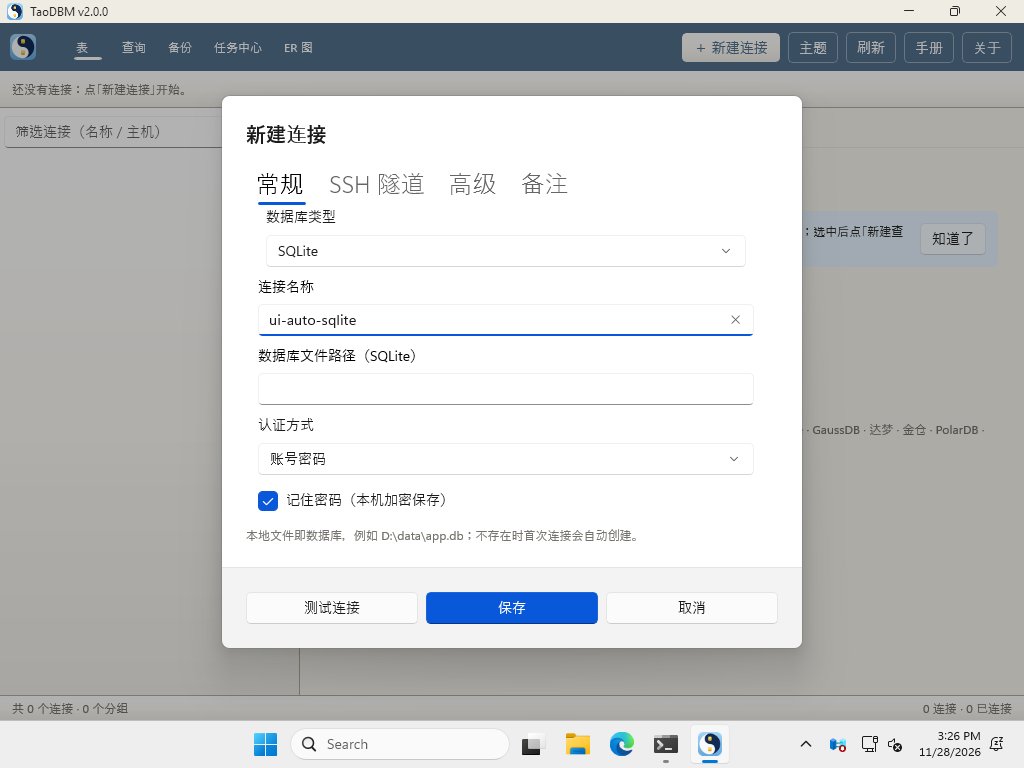 TaoDBM v2.0.0
表 查询 备份 任务中心 ER 图 + 新建连接 主题 刷新 手册 关于
还没有连接：点「新建连接」开始。
筛选连接（名称 / 主机）
：选中后点「新建查
知道了
新建连接
常规 SSH 隧道 高级 备注
数据库类型
SQLite
连接名称
ui-auto-sqlite
数据库文件路径（SQLite）
认证方式
账号密码
· GaussDB · 达梦 · 金仓 · PolarDB ·
记住密码（本机加密保存）
本地文件即数据库，例如 D:\data\app.db；不存在时首次连接会自动创建。
测试连接 保存 取消
共 0 个连接 · 0 个分组 0 连接 · 0 已连接
Search
3:26 PM
11/28/2026